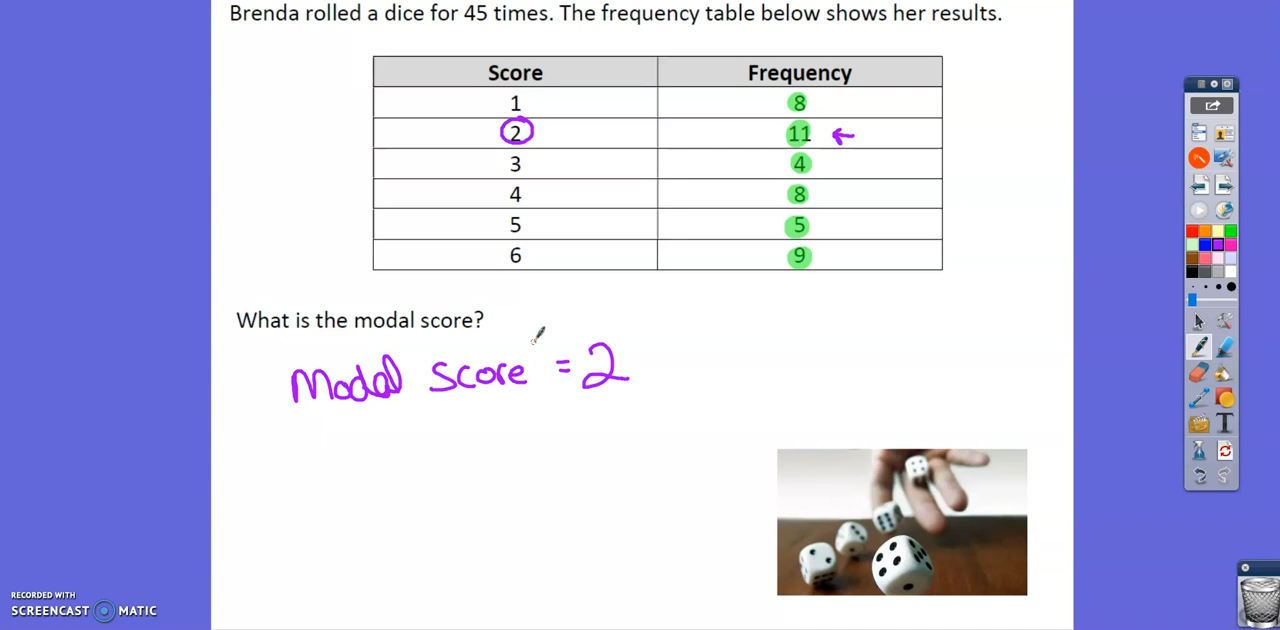 Brenda rolled a dice for 45 times. The frequency table below shows her results.
Score Frequency
1 8
2 11
3 4
4 8
5 5
6 9
What is the modal score?
Modal score = 2
T
RECORDED WITH
SCREENCAST MATIC